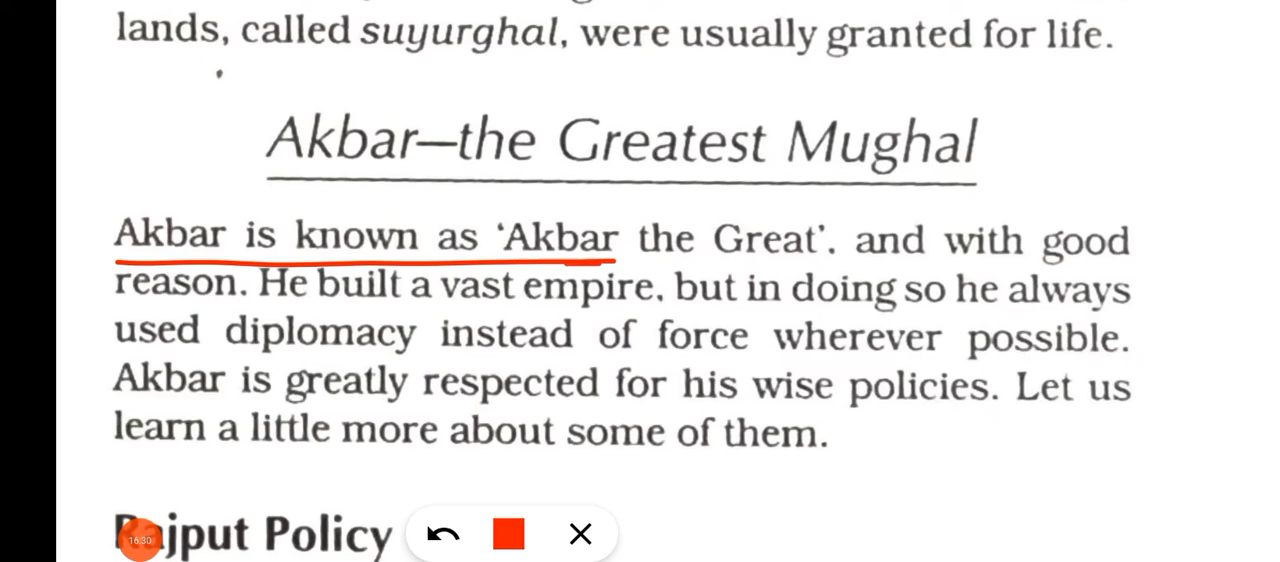 lands, called suyurghal, were usually granted for life.
Akbar—the Greatest Mughal
Akbar is known as ‘Akbar the Great’. and with good
reason. He built a vast empire, but in doing so he always
used diplomacy instead of force wherever possible.
Akbar is greatly respected for his wise policies. Let us
learn a little more about some of them.
Rajput Policy
16:30